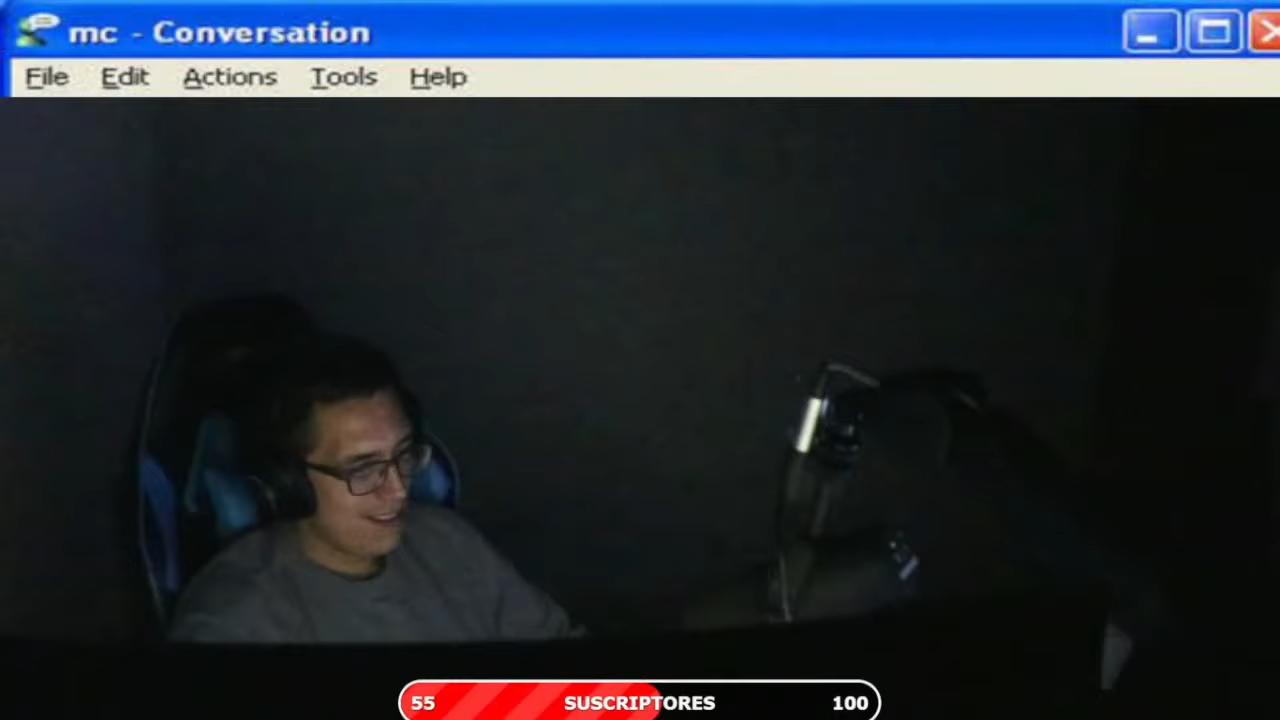 mc - Conversation
File Edit Actions Tools Help
55 SUSCRIPTORES 100